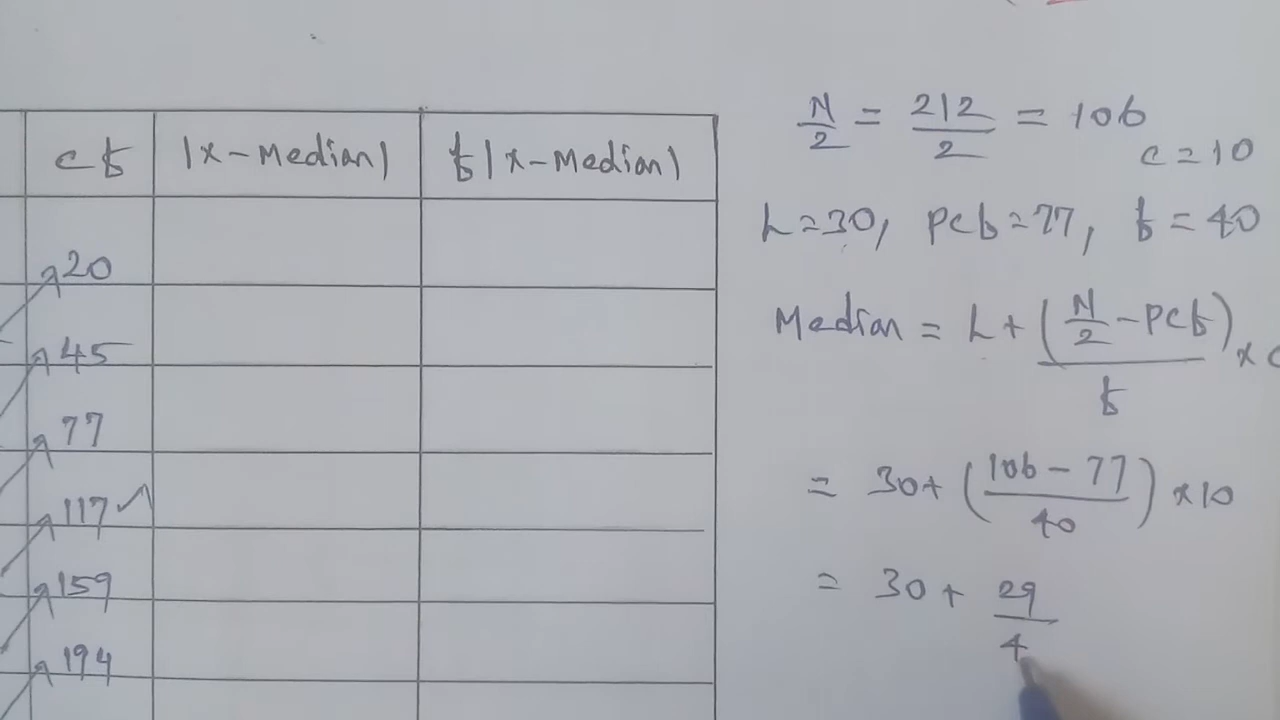 cf |x-Median| f|x-Median|
20
45
77
117 ✓
159
194
N/2 = 212/2 = 106
c=10
L=30, pcf=77, f=40
Median = L+(N/2-Pcf)/f × c
= 30+(106-77/40)×10
= 30+29/4